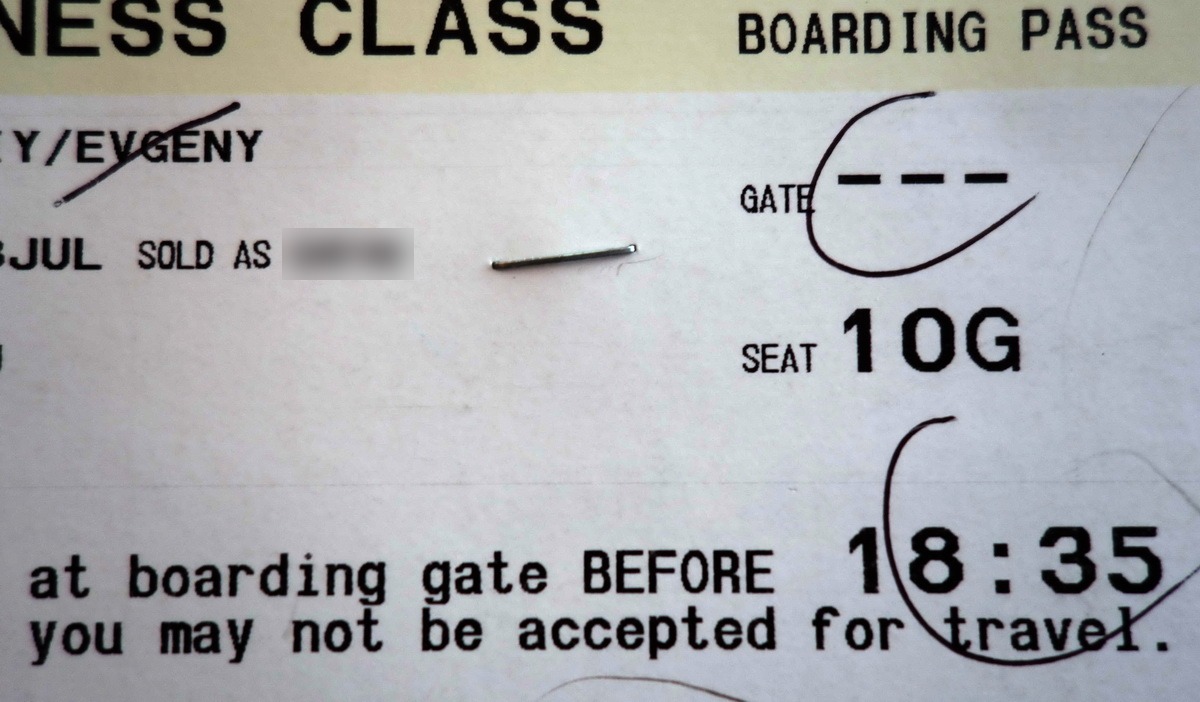 NESS CLASS BOARDING PASS
Y/EVGENY
GATE ---
JUL SOLD AS
SEAT 10G
at boarding gate BEFORE 18:35
you may not be accepted for travel.